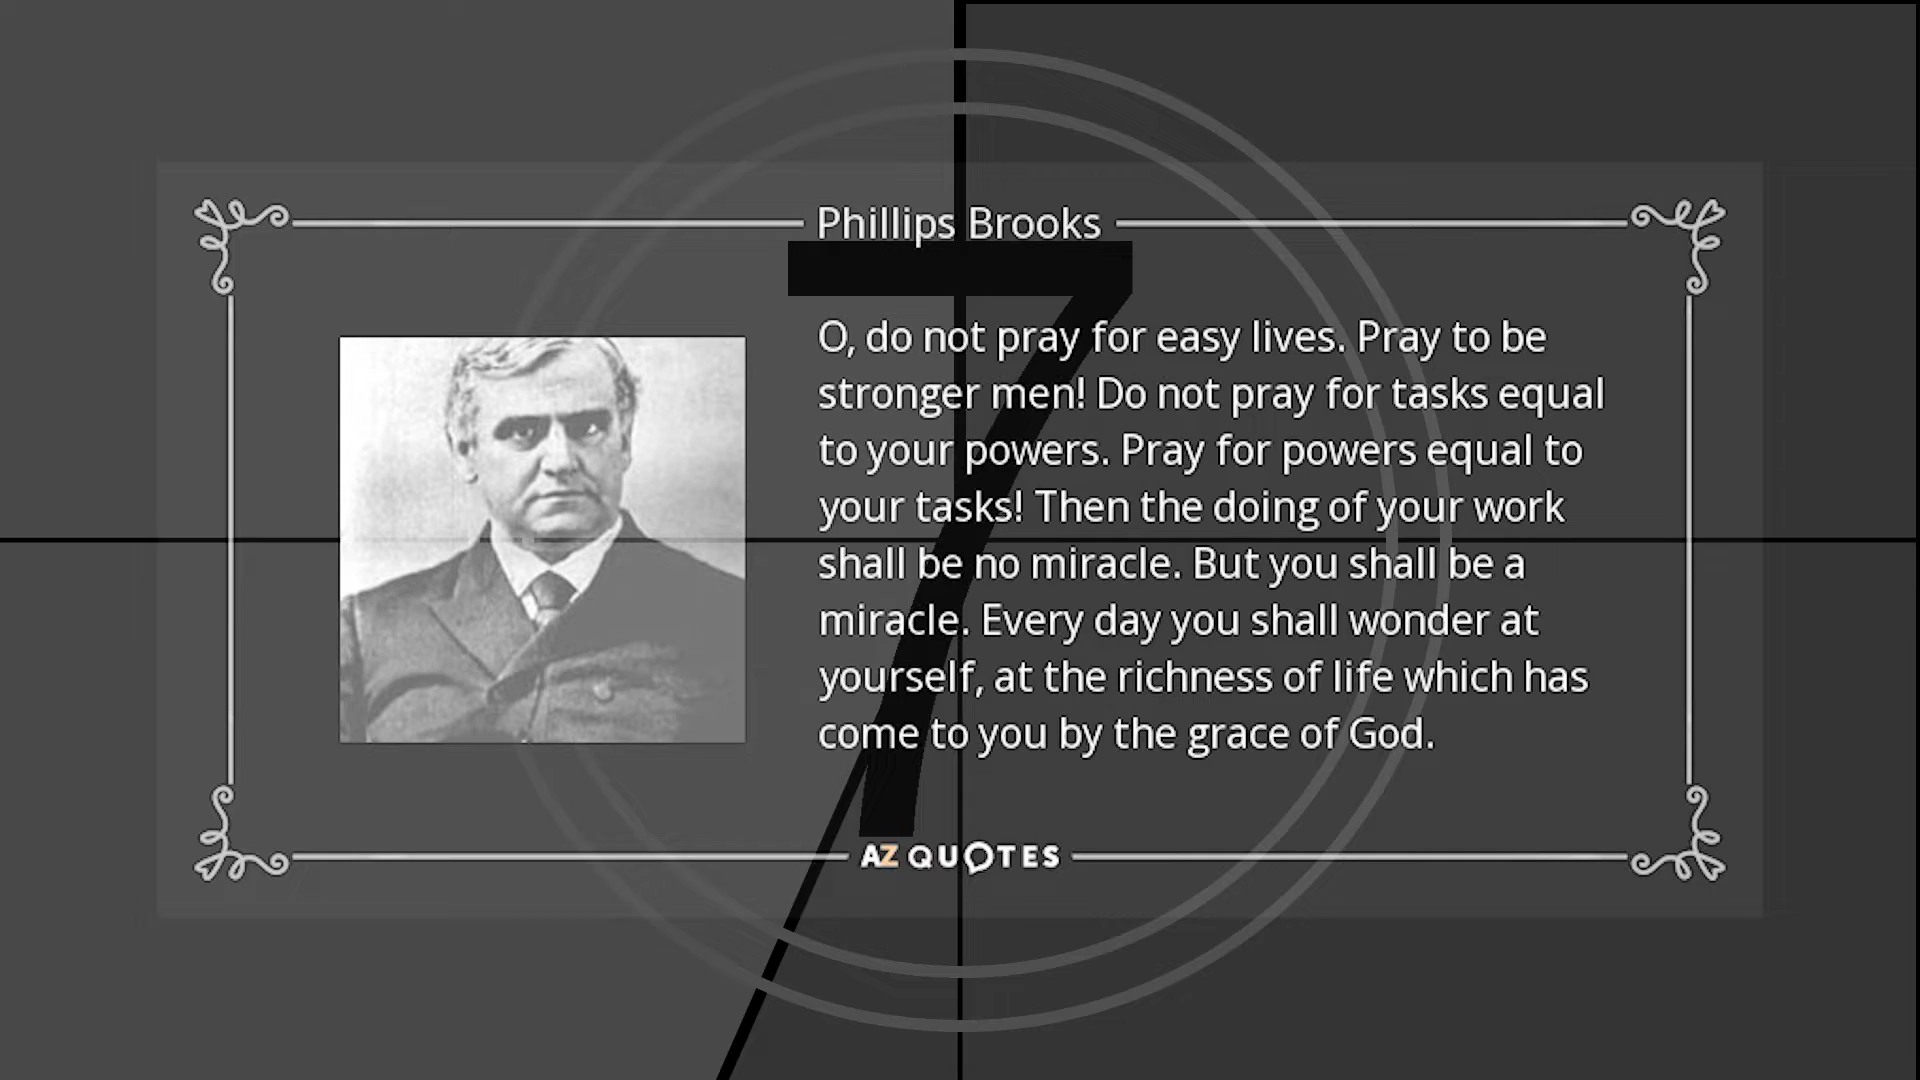 Phillips Brooks
7
O, do not pray for easy lives. Pray to be
stronger men! Do not pray for tasks equal
to your powers. Pray for powers equal to
your tasks! Then the doing of your work
shall be no miracle. But you shall be a
miracle. Every day you shall wonder at
yourself, at the richness of life which has
come to you by the grace of God.
AZ QUOTES